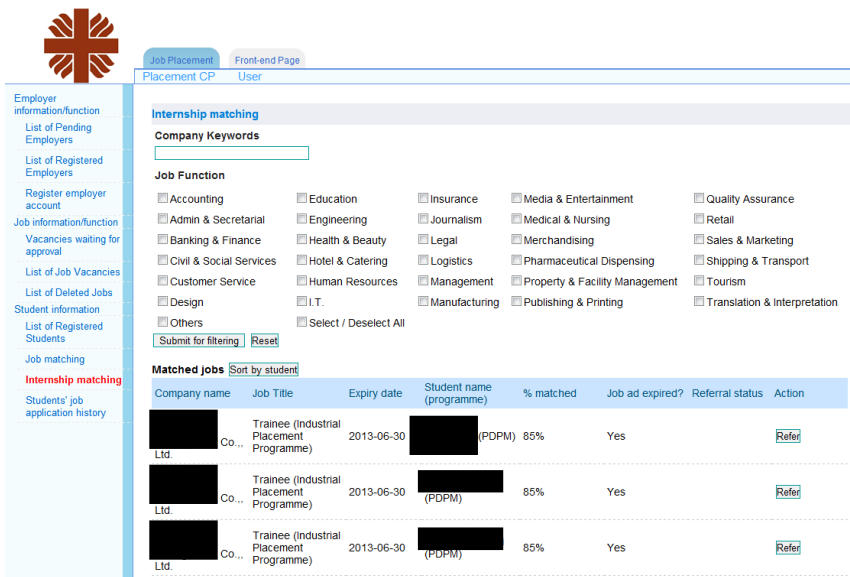 Job Placement Front-end Page
Placement CP User
Employer
information/function
List of Pending
Employers
List of Registered
Employers
Register employer
account
Job information/function
Vacancies waiting for
approval
List of Job Vacancies
List of Deleted Jobs
Student information
List of Registered
Students
Job matching
Internship matching
Students' job
application history
Internship matching
Company Keywords
Job Function
Accounting Education Insurance Media & Entertainment Quality Assurance
Admin & Secretarial Engineering Journalism Medical & Nursing Retail
Banking & Finance Health & Beauty Legal Merchandising Sales & Marketing
Civil & Social Services Hotel & Catering Logistics Pharmaceutical Dispensing Shipping & Transport
Customer Service Human Resources Management Property & Facility Management Tourism
Design I.T. Manufacturing Publishing & Printing Translation & Interpretation
Others Select / Deselect All
Submit for filtering Reset
Matched jobs Sort by student
Company name Job Title Expiry date Student name (programme) % matched Job ad expired? Referral status Action
Trainee (Industrial
Co.,, Placement 2013-06-30 (PDPM) 85% Yes Refer
Ltd. Programme)
Trainee (Industrial
Co.,, Placement 2013-06-30 85% Yes Refer
Ltd. Programme) (PDPM)
Trainee (Industrial
Co.,, Placement 2013-06-30 85% Yes Refer
Ltd. Programme) (PDPM)